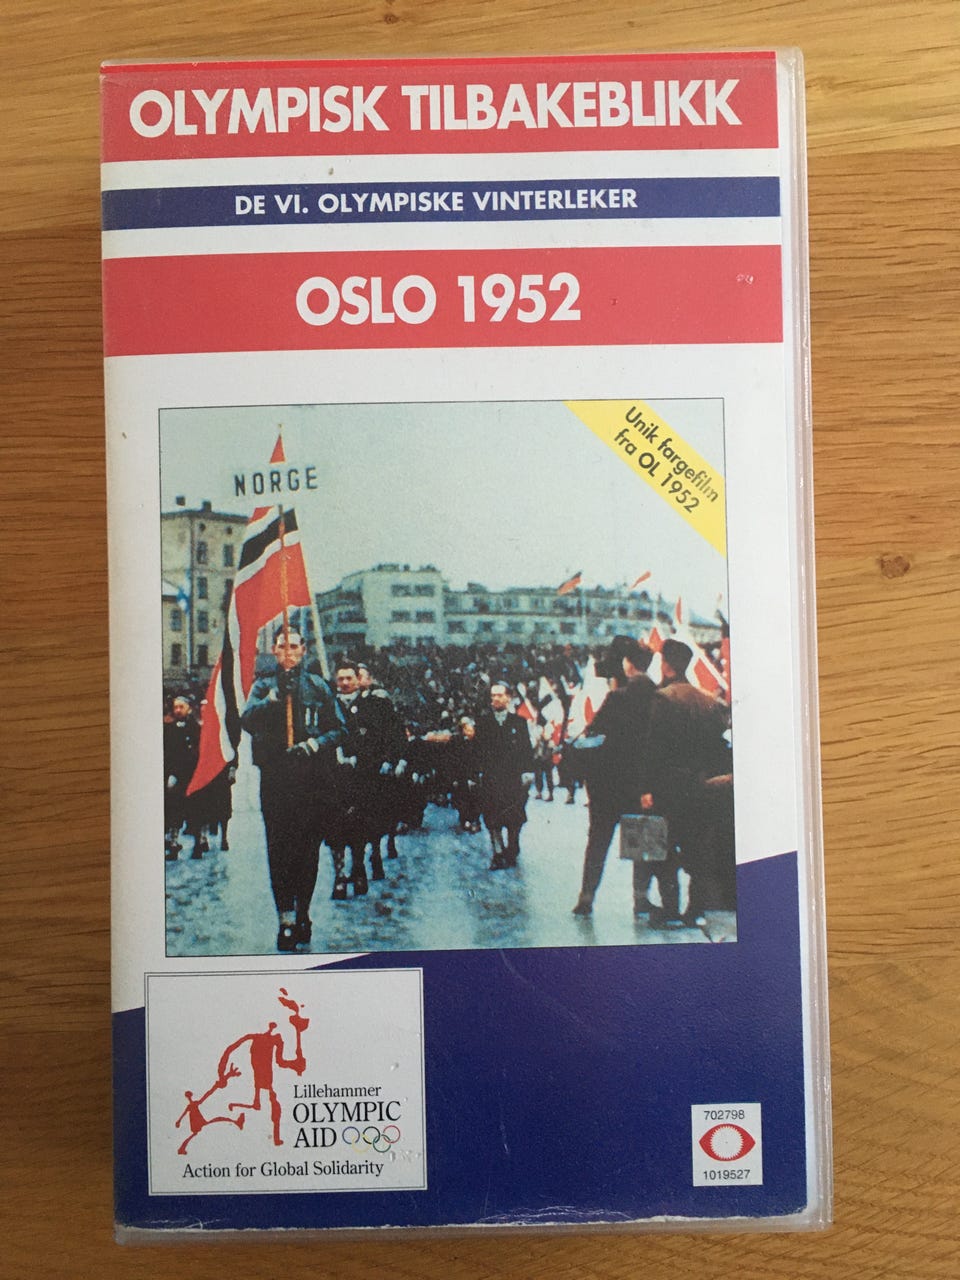 OLYMPISK TILBAKEBLIKK
DE VI. OLYMPISKE VINTERLEKER
OSLO 1952
Unik fargefilm
fra OL 1952
NORGE
Lillehammer
OLYMPIC
AID
Action for Global Solidarity
702798
1019527